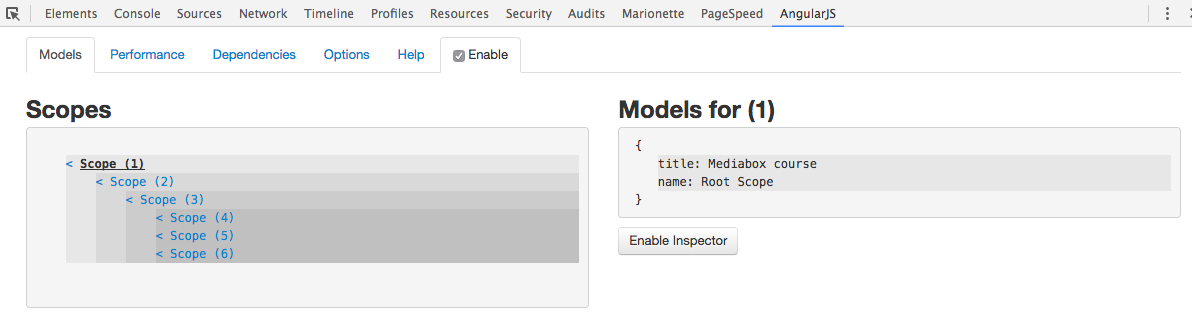 Elements Console Sources Network Timeline Profiles Resources Security Audits Marionette PageSpeed AngularJS
Models Performance Dependencies Options Help Enable
Scopes
< Scope (1)
< Scope (2)
< Scope (3)
< Scope (4)
< Scope (5)
< Scope (6)
Models for (1)
{
title: Mediabox course
name: Root Scope
}
Enable Inspector